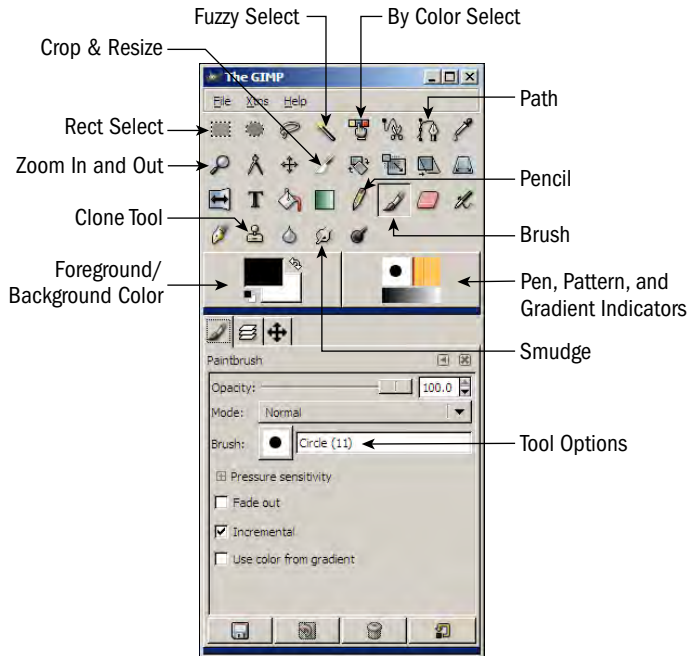 Fuzzy Select
By Color Select
Crop & Resize
The GIMP
File Xtns Help
Path
Rect Select
Zoom In and Out
Pencil
T
Clone Tool
Brush
Foreground/
Background Color
Pen, Pattern, and
Gradient Indicators
Smudge
Paintbrush
Opacity: 100.0
Mode: Normal
Brush: Circle (11)
Tool Options
Pressure sensitivity
Fade out
Incremental
Use color from gradient